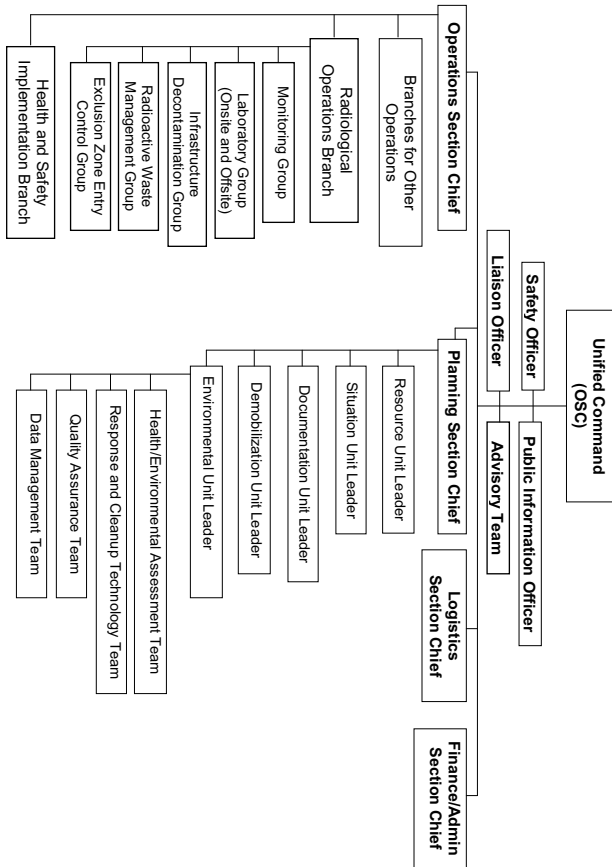 Unified Command
(OSC)
Safety Officer
Public Information Officer
Liaison Officer
Advisory Team
Operations Section Chief
Branches for Other
Operations
Radiological
Operations Branch
Monitoring Group
Laboratory Group
(Onsite and Offsite)
Infrastructure
Decontamination Group
Radioactive Waste
Management Group
Exclusion Zone Entry
Control Group
Health and Safety
Implementation Branch
Planning Section Chief
Resource Unit Leader
Situation Unit Leader
Documentation Unit Leader
Demobilization Unit Leader
Environmental Unit Leader
Health/Environmental Assessment Team
Response and Cleanup Technology Team
Quality Assurance Team
Data Management Team
Logistics
Section Chief
Finance/Admin
Section Chief